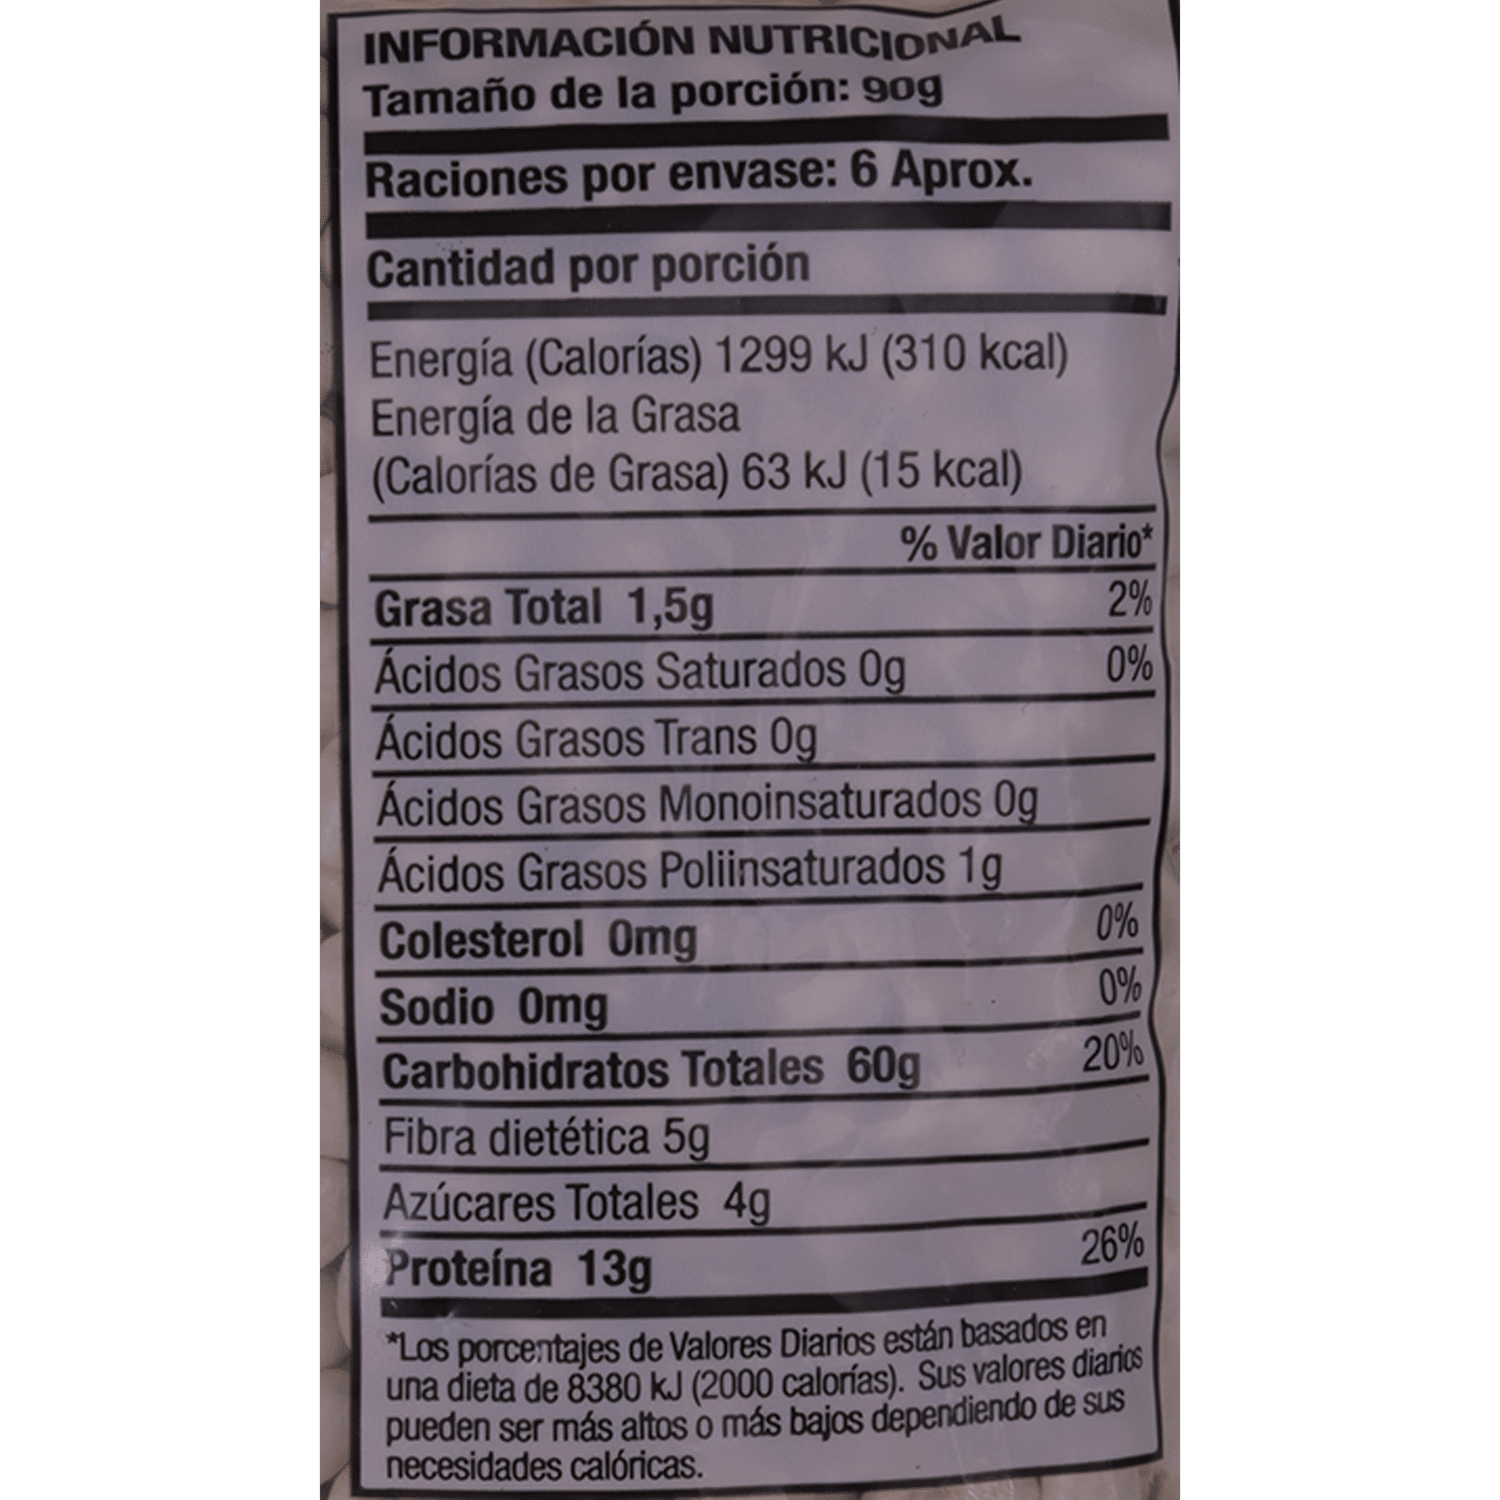 INFORMACIÓN NUTRICIONAL
Tamaño de la porción: 90g
Raciones por envase: 6 Aprox.
Cantidad por porción
Energía (Calorías) 1299 kJ (310 kcal)
Energía de la Grasa
(Calorías de Grasa) 63 kJ (15 kcal)
% Valor Diario*
Grasa Total 1,5g 2%
Ácidos Grasos Saturados 0g 0%
Ácidos Grasos Trans 0g
Ácidos Grasos Monoinsaturados 0g
Ácidos Grasos Poliinsaturados 1g
Colesterol 0mg 0%
Sodio 0mg 0%
Carbohidratos Totales 60g 20%
Fibra dietética 5g
Azúcares Totales 4g
Proteína 13g 26%
*Los porcentajes de Valores Diarios están basados en
una dieta de 8380 kJ (2000 calorías). Sus valores diarios
pueden ser más altos o más bajos dependiendo de sus
necesidades calóricas.